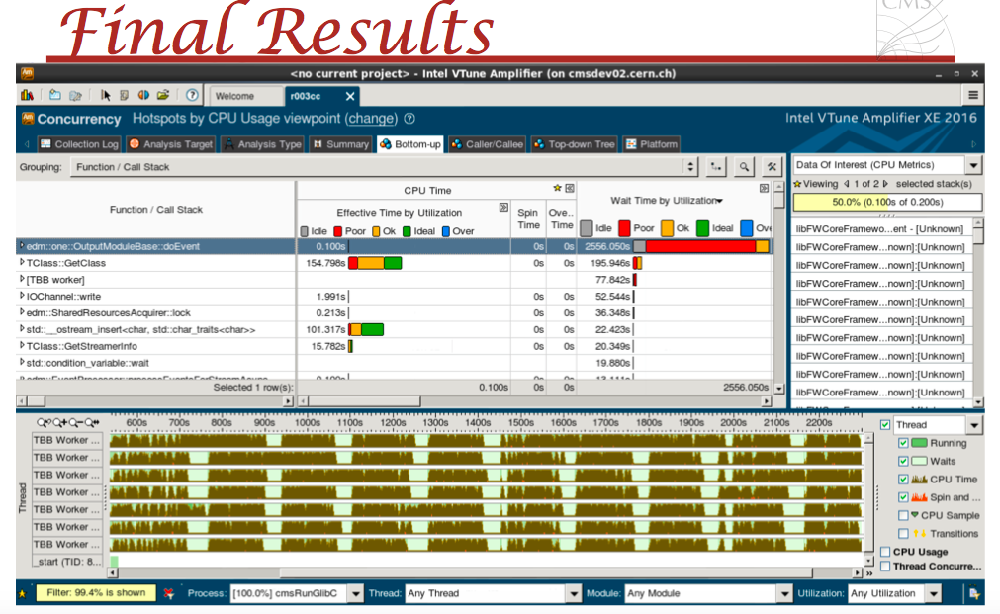 Final Results
CMS
<no current project> - Intel VTune Amplifier (on cmsdev02.cern.ch)
Welcome r003cc
Concurrency Hotspots by CPU Usage viewpoint (change) Intel VTune Amplifier XE 2016
Collection Log Analysis Target Analysis Type Summary Bottom-up Caller/Callee Top-down Tree Platform
Grouping: Function / Call Stack
Function / Call Stack
CPU Time
Effective Time by Utilization
Idle Poor Ok Ideal Over
Spin Time
Ove... Time
Wait Time by Utilization
Idle Poor Ok Ideal Ov
edm::one::OutputModuleBase::doEvent 0.100s 0s 0s 2556.050s
TClass::GetClass 154.798s 0s 0s 195.946s
[TBB worker] 77.842s
IOChannel::write 1.991s 0s 0s 52.544s
edm::SharedResourcesAcquirer::lock 0.213s 0s 0s 36.348s
std::__ostream_insert<char, std::char_traits<char>> 101.317s 0s 0s 22.423s
TClass::GetStreamerInfo 15.782s 0s 0s 20.349s
std::condition_variable::wait 19.880s
Selected 1 row(s): 0.100s 0s 0s 2556.050s
Data Of Interest (CPU Metrics)
Viewing 1 of 2 selected stack(s)
50.0% (0.100s of 0.200s)
libFWCoreFramewo...ent - [Unknown]
libFWCoreFramew...nown]:[Unknown]
libFWCoreFramew...nown]:[Unknown]
libFWCoreFramew...nown]:[Unknown]
libFWCoreFramew...nown]:[Unknown]
libFWCoreFramew...nown]:[Unknown]
libFWCoreFramew...nown]:[Unknown]
libFWCoreFramew...nown]:[Unknown]
libFWCoreFramew...nown]:[Unknown]
libFWCoreFramew...nown]:[Unknown]
600s 700s 800s 900s 1000s 1100s 1200s 1300s 1400s 1500s 1600s 1700s 1800s 1900s 2000s 2100s 2200s
Thread
TBB Worker ...
TBB Worker ...
TBB Worker ...
TBB Worker ...
TBB Worker ...
TBB Worker ...
TBB Worker ...
_start (TID: 8...
Thread
Running
Waits
CPU Time
Spin and ...
CPU Sample
Transitions
CPU Usage
Thread Concurre...
Filter: 99.4% is shown Process: [100.0%] cmsRunGlibC Thread: Any Thread Module: Any Module Utilization: Any Utilization